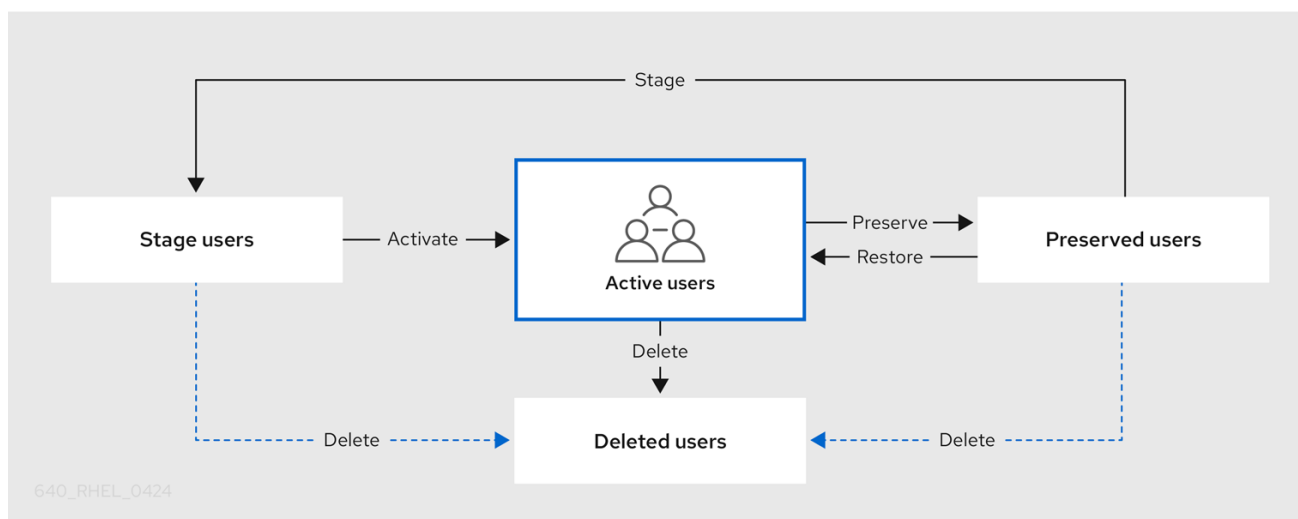 Stage
Stage users
Activate
Active users
Preserve
Restore
Preserved users
Delete
Delete
Deleted users
Delete
640_RHEL_0424